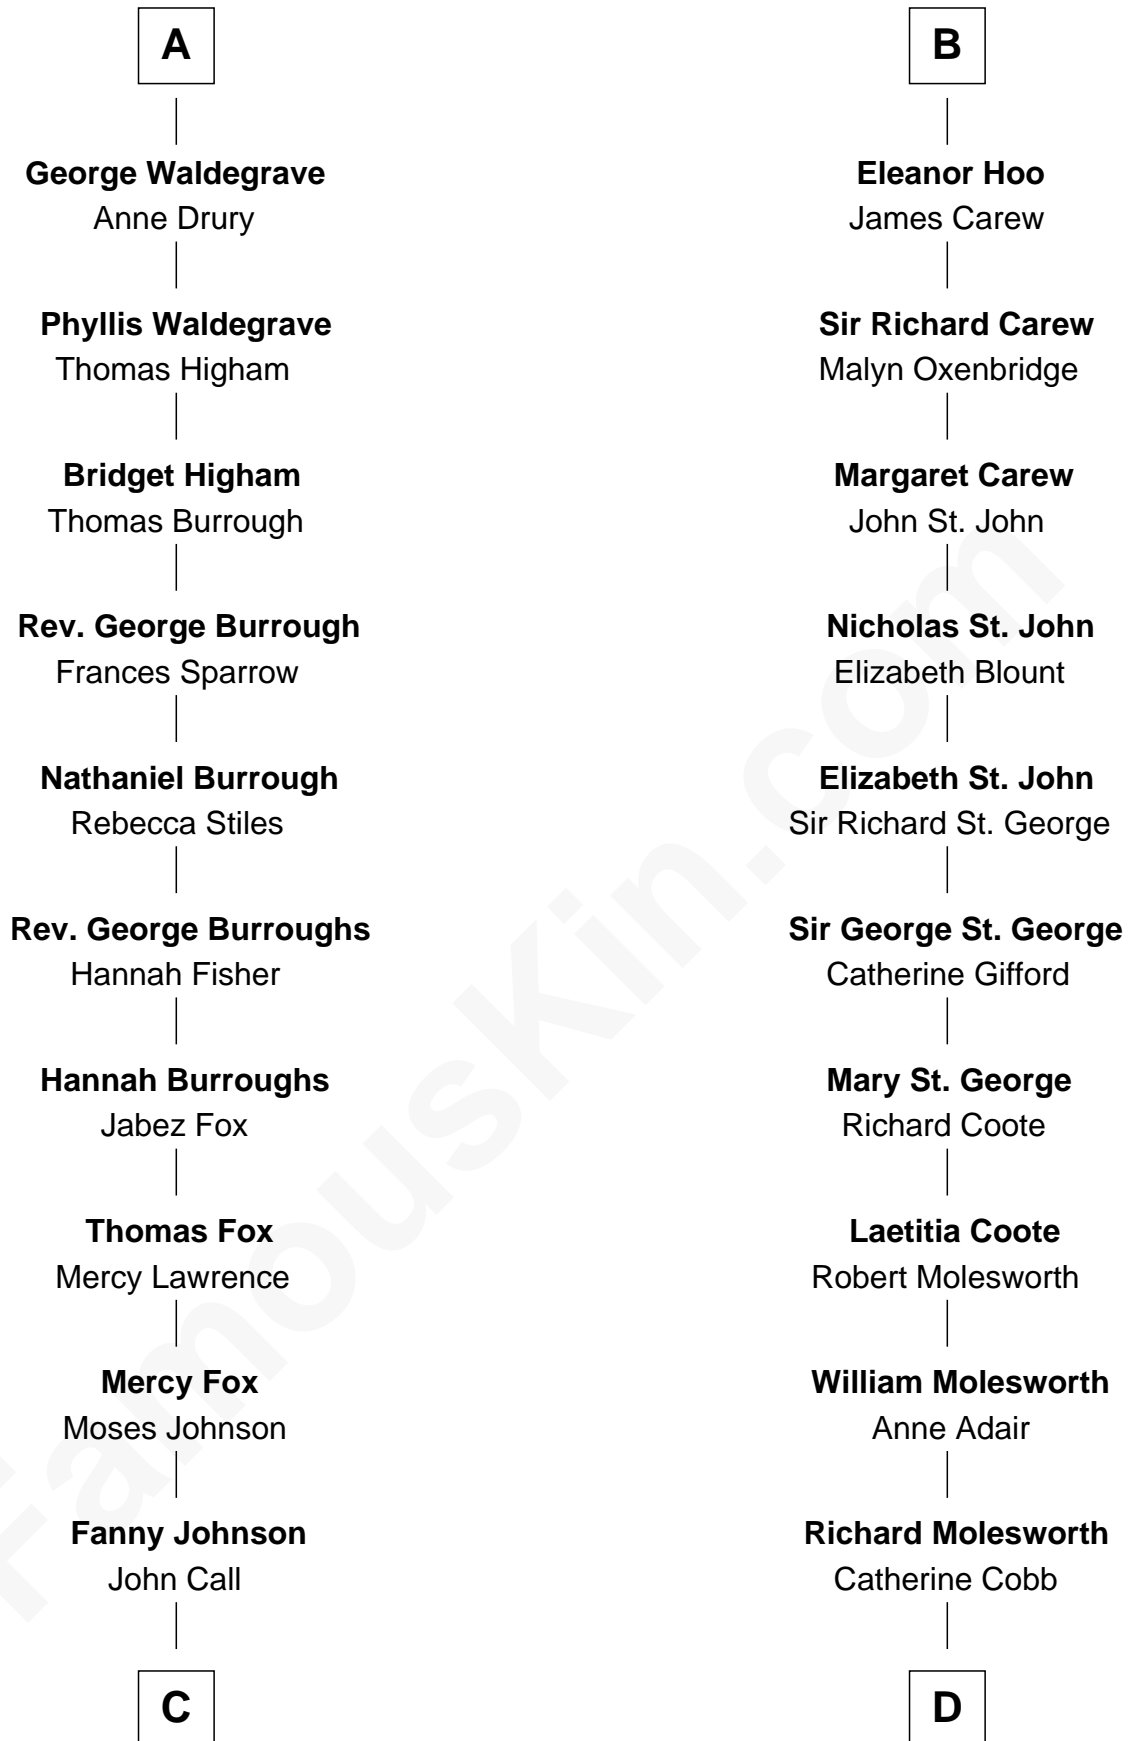 A
George Waldegrave
Anne Drury
Phyllis Waldegrave
Thomas Higham
Bridget Higham
Thomas Burrough
Rev. George Burrough
Frances Sparrow
Nathaniel Burrough
Rebecca Stiles
Rev. George Burroughs
Hannah Fisher
Hannah Burroughs
Jabez Fox
Thomas Fox
Mercy Lawrence
Mercy Fox
Moses Johnson
Fanny Johnson
John Call
C
B
Eleanor Hoo
James Carew
Sir Richard Carew
Malyn Oxenbridge
Margaret Carew
John St. John
Nicholas St. John
Elizabeth Blount
Elizabeth St. John
Sir Richard St. George
Sir George St. George
Catherine Gifford
Mary St. George
Richard Coote
Laetitia Coote
Robert Molesworth
William Molesworth
Anne Adair
Richard Molesworth
Catherine Cobb
D
FamousKin.com